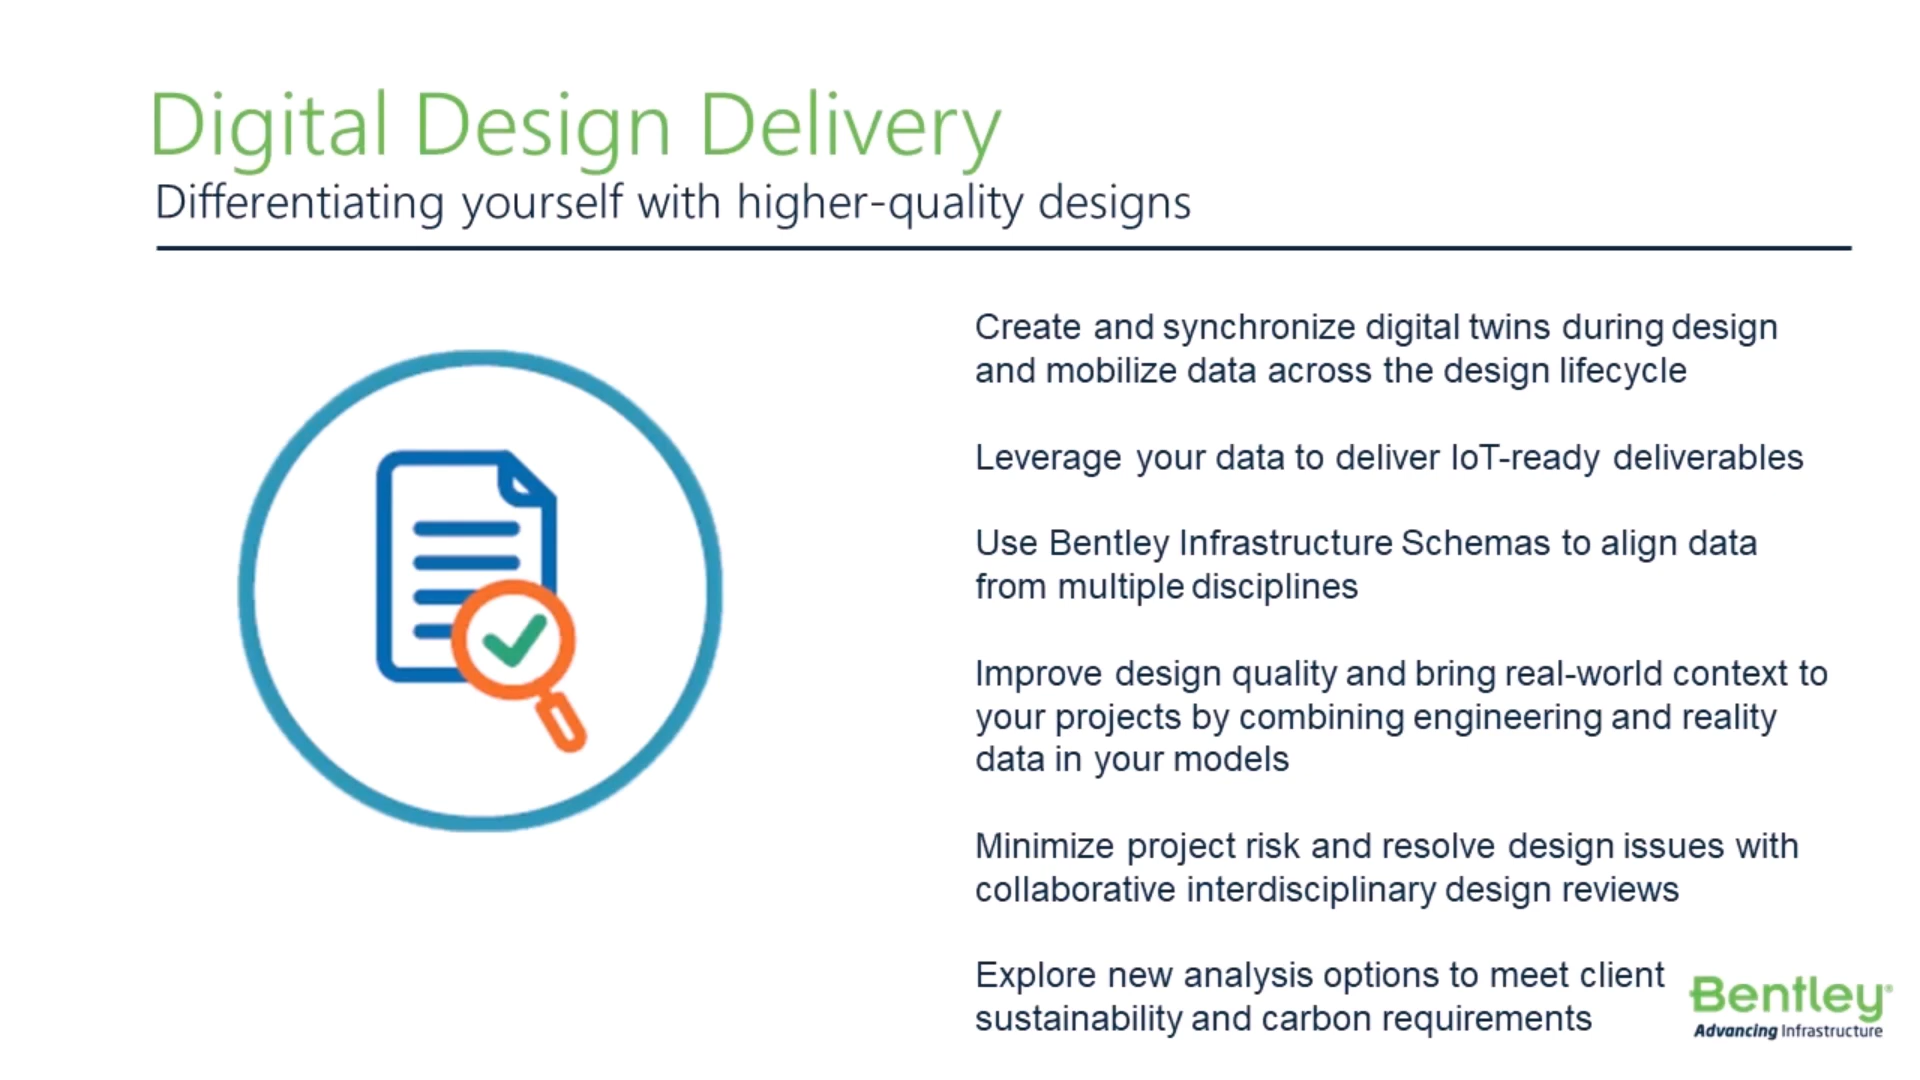 Digital Design Delivery
Differentiating yourself with higher-quality designs
Create and synchronize digital twins during design
and mobilize data across the design lifecycle
Leverage your data to deliver IoT-ready deliverables
Use Bentley Infrastructure Schemas to align data
from multiple disciplines
Improve design quality and bring real-world context to
your projects by combining engineering and reality
data in your models
Minimize project risk and resolve design issues with
collaborative interdisciplinary design reviews
Explore new analysis options to meet client
sustainability and carbon requirements
Bentley®
Advancing Infrastructure